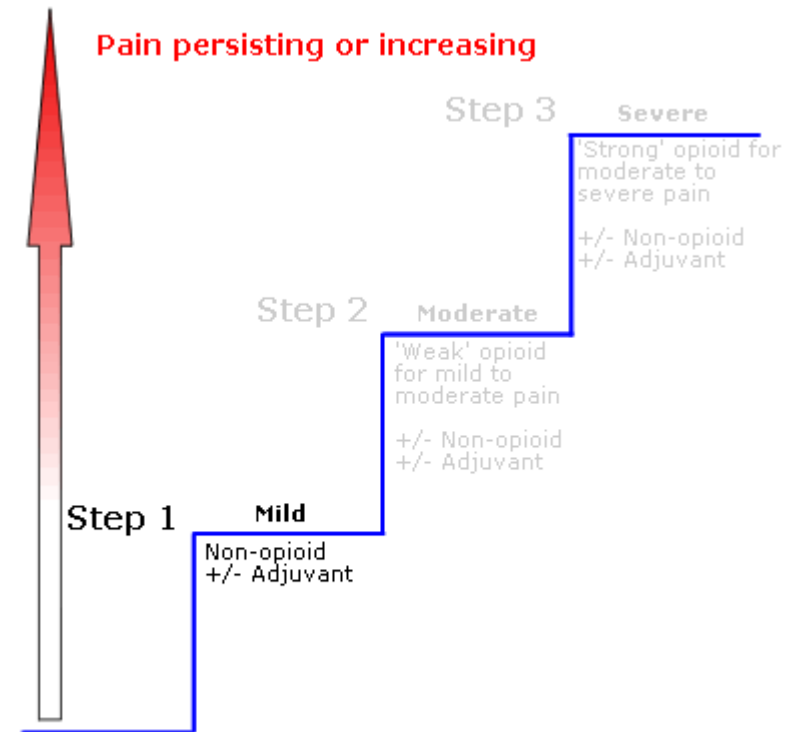 Pain persisting or increasing
Step 3
Severe
'Strong' opioid for
moderate to
severe pain
+/- Non-opioid
+/- Adjuvant
Step 2
Moderate
'Weak' opioid
for mild to
moderate pain
+/- Non-opioid
+/- Adjuvant
Step 1
Mild
Non-opioid
+/- Adjuvant